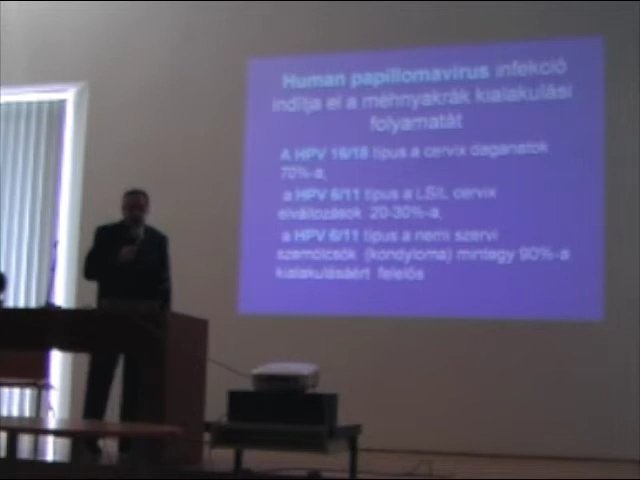 Human papillomavirus infekció
indítja el a méhnyakrák kialakulási
folyamatát
A HPV 16/18 típus a cervix daganatok
70%-a,
a HPV 6/11 típus a LSIL cervix
elváltozások 20-30%-a,
a HPV 6/11 típus a nemi szervi
szemölcsök (kondyloma) mintegy 90%-a
kialakulásáért felelős